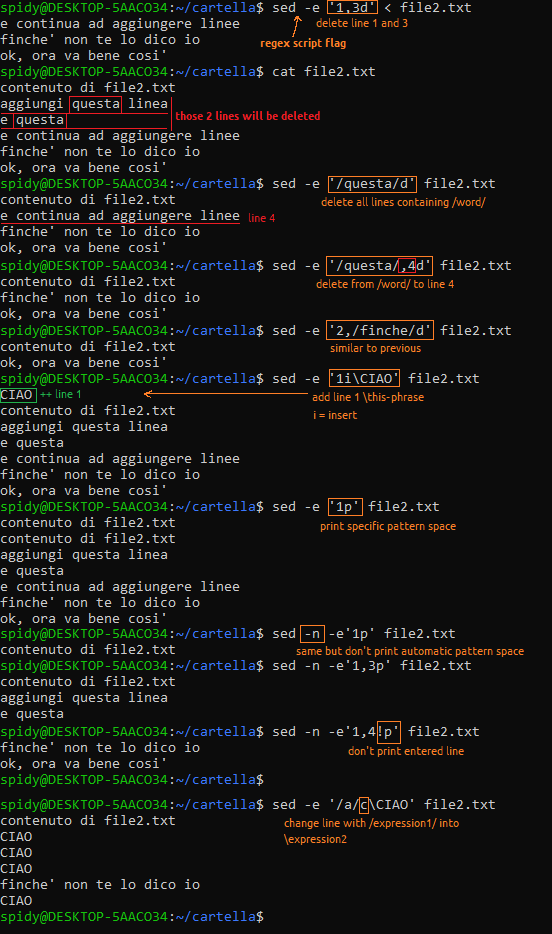 spidy@DESKTOP-5AACO34:~/cartella$ sed -e '1,3d' < file2.txt
e continua ad aggiungere linee
delete line 1 and 3
finche' non te lo dico io
ok, ora va bene cosi'
regex script flag
spidy@DESKTOP-5AACO34:~/cartella$ cat file2.txt
contenuto di file2.txt
aggiungi questa linea
e questa
those 2 lines will be deleted
e continua ad aggiungere linee
finche' non te lo dico io
ok, ora va bene cosi'
spidy@DESKTOP-5AACO34:~/cartella$ sed -e '/questa/d' file2.txt
contenuto di file2.txt
delete all lines containing /word/
e continua ad aggiungere linee
line 4
finche' non te lo dico io
ok, ora va bene cosi'
spidy@DESKTOP-5AACO34:~/cartella$ sed -e '/questa/,4d' file2.txt
contenuto di file2.txt
delete from /word/ to line 4
finche' non te lo dico io
ok, ora va bene cosi'
spidy@DESKTOP-5AACO34:~/cartella$ sed -e '2,/finche/d' file2.txt
contenuto di file2.txt
similar to previous
ok, ora va bene cosi'
spidy@DESKTOP-5AACO34:~/cartella$ sed -e '1i\CIAO' file2.txt
CIAO
++ line 1
add line 1 \this-phrase
contenuto di file2.txt
i = insert
aggiungi questa linea
e questa
e continua ad aggiungere linee
finche' non te lo dico io
ok, ora va bene cosi'
spidy@DESKTOP-5AACO34:~/cartella$ sed -e '1p' file2.txt
contenuto di file2.txt
print specific pattern space
contenuto di file2.txt
aggiungi questa linea
e questa
e continua ad aggiungere linee
finche' non te lo dico io
ok, ora va bene cosi'
spidy@DESKTOP-5AACO34:~/cartella$ sed -n -e'1p' file2.txt
contenuto di file2.txt
same but don't print automatic pattern space
spidy@DESKTOP-5AACO34:~/cartella$ sed -n -e'1,3p' file2.txt
contenuto di file2.txt
aggiungi questa linea
e questa
spidy@DESKTOP-5AACO34:~/cartella$ sed -n -e'1,4!p' file2.txt
finche' non te lo dico io
don't print entered line
ok, ora va bene cosi'
spidy@DESKTOP-5AACO34:~/cartella$
spidy@DESKTOP-5AACO34:~/cartella$ sed -e '/a/c\CIAO' file2.txt
contenuto di file2.txt
change line with /expression1/ into
\expression2
CIAO
CIAO
CIAO
finche' non te lo dico io
CIAO
spidy@DESKTOP-5AACO34:~/cartella$